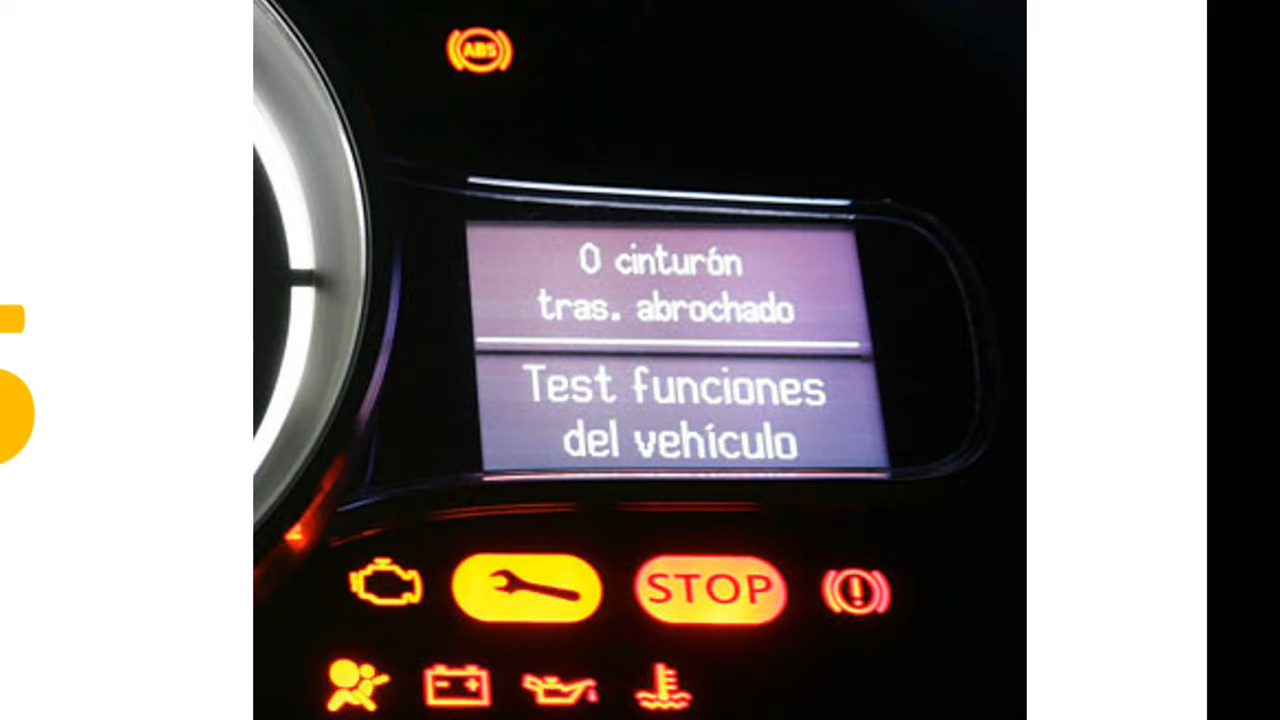 ABS
0 cinturón
tras. abrochado
Test funciones
del vehículo
STOP